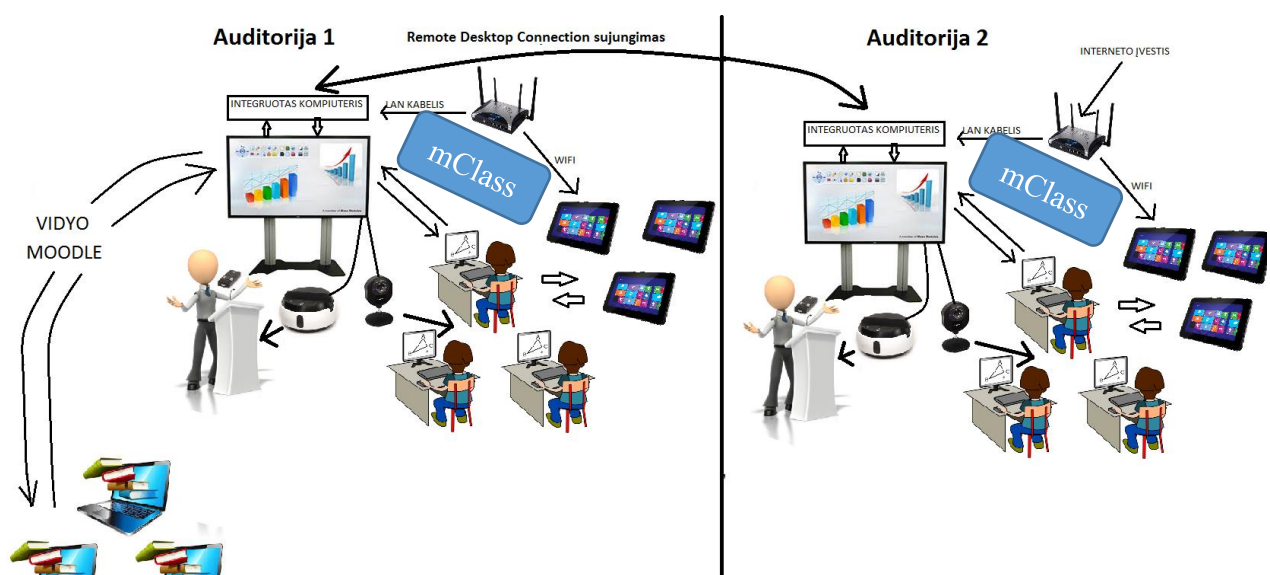 Auditorija 1
Remote Desktop Connection sujungimas
Auditorija 2
INTERNETO ĮVESTIS
INTEGRUOTAS KOMPIUTERIS
LAN KABELIS
mClass
WIFI
VIDYO
MOODLE
INTEGRUOTAS KOMPIUTERIS
LAN KABELIS
mClass
WIFI